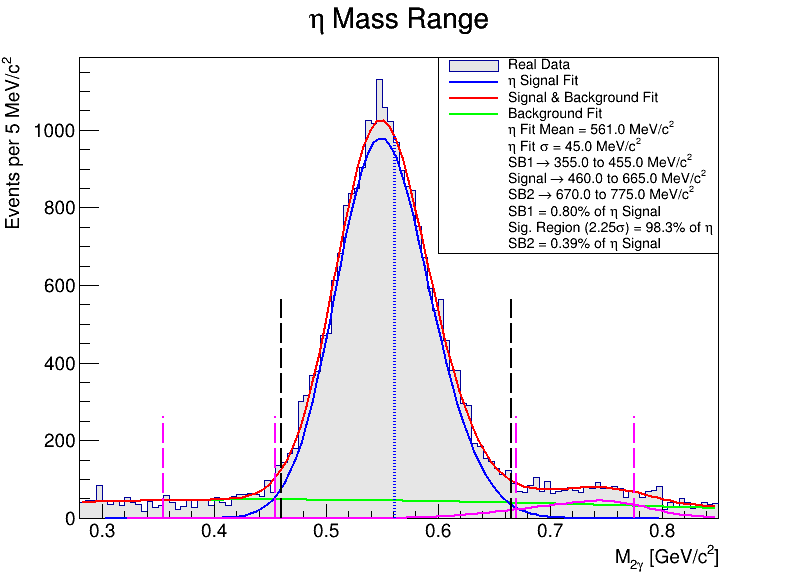 η Mass Range
Events per 5 MeV/c²
Real Data
η Signal Fit
Signal & Background Fit
Background Fit
η Fit Mean = 561.0 MeV/c²
η Fit σ = 45.0 MeV/c²
SB1 → 355.0 to 455.0 MeV/c²
Signal → 460.0 to 665.0 MeV/c²
SB2 → 670.0 to 775.0 MeV/c²
SB1 = 0.80% of η Signal
Sig. Region (2.25σ) = 98.3% of η
SB2 = 0.39% of η Signal
1000
800
600
400
200
0
0.3 0.4 0.5 0.6 0.7 0.8
M₂γ [GeV/c²]